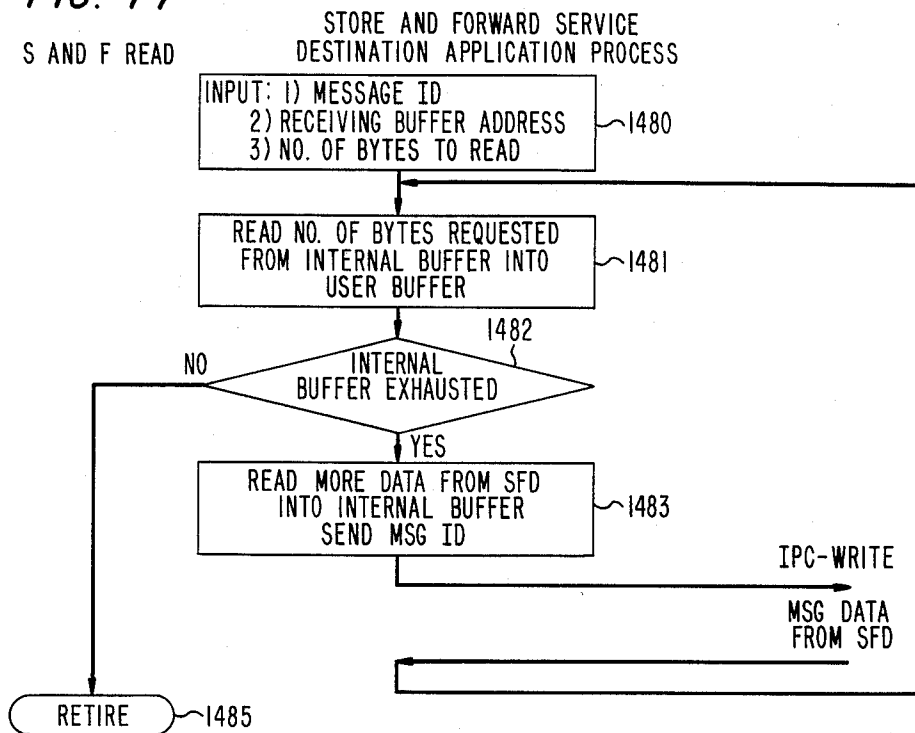 STORE AND FORWARD SERVICE
S AND F READ
DESTINATION APPLICATION PROCESS
INPUT: 1) MESSAGE ID
2) RECEIVING BUFFER ADDRESS
3) NO. OF BYTES TO READ
1480
READ NO. OF BYTES REQUESTED
FROM INTERNAL BUFFER INTO
USER BUFFER
1481
1482
NO
INTERNAL
BUFFER EXHAUSTED
YES
READ MORE DATA FROM SFD
INTO INTERNAL BUFFER
SEND MSG ID
1483
IPC-WRITE
MSG DATA
FROM SFD
RETIRE
1485